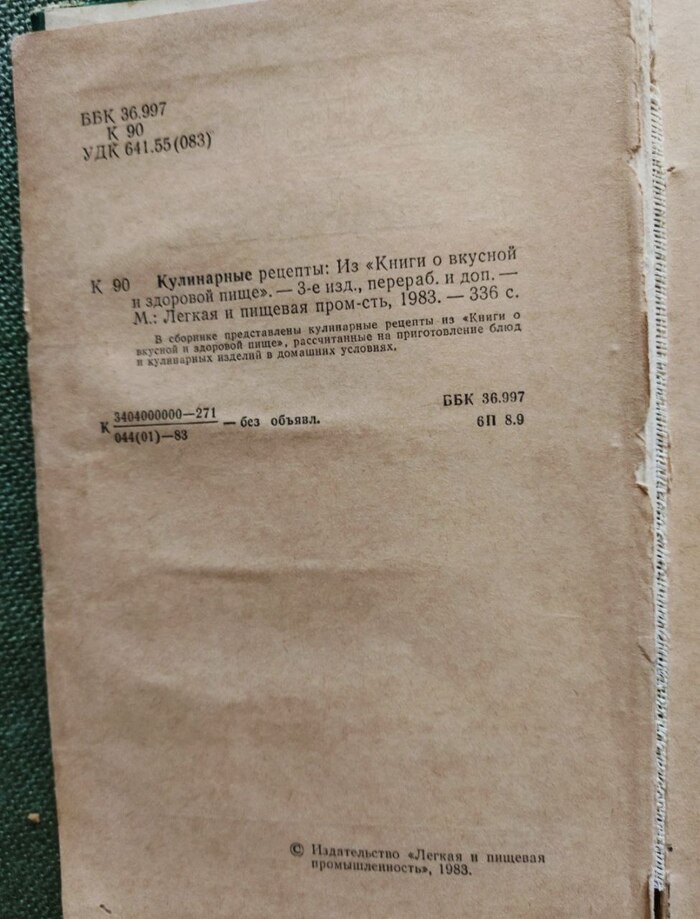 ББК 36.997
К 90
УДК 641.55(083)
К 90 Кулинарные рецепты: Из «Книги о вкусной
и здоровой пище». — 3-е изд., перераб. и доп. —
М.: Легкая и пищевая пром-сть, 1983. — 336 с.
В сборнике представлены кулинарные рецепты из «Книги о
вкусной и здоровой пище», рассчитанные на приготовление блюд
и кулинарных изделий в домашних условиях.
К 3404000000—271 — без объявл.
044(01)—83
ББК 36.997
6П 8.9
© Издательство «Легкая и пищевая
промышленность», 1983.